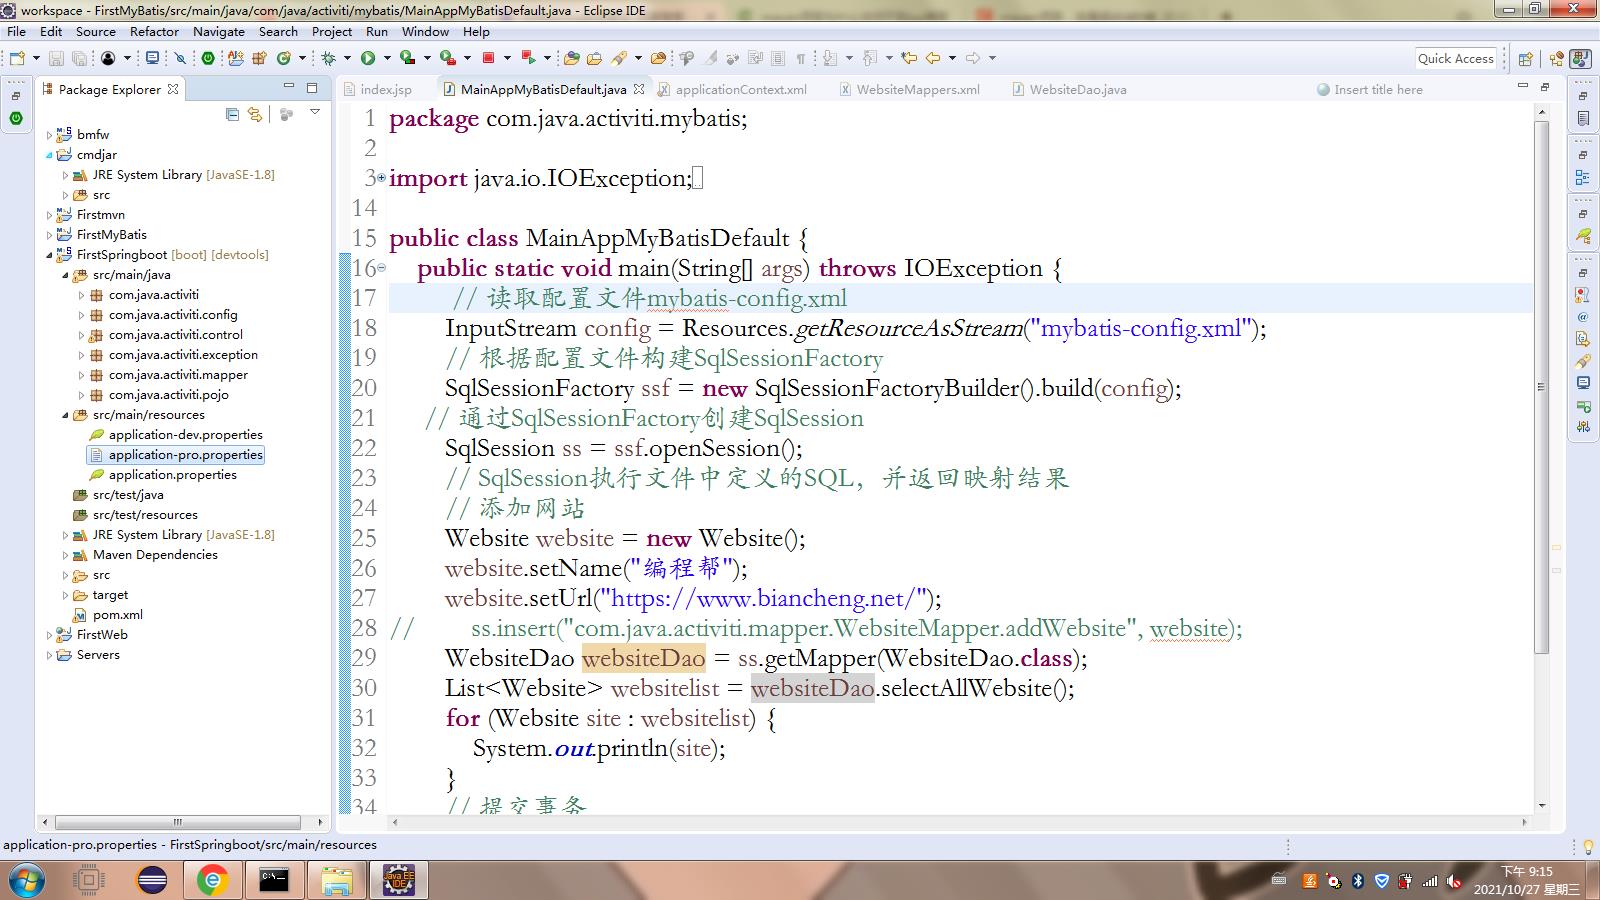 workspace - FirstMyBatis/src/main/java/com/java/activiti/mybatis/MainAppMyBatisDefault.java - Eclipse IDE
File Edit Source Refactor Navigate Search Project Run Window Help
Quick Access
Package Explorer
bmfw
cmdjar
JRE System Library [JavaSE-1.8]
src
Firstmvn
FirstMyBatis
FirstSpringboot [boot] [devtools]
src/main/java
com.java.activiti
com.java.activiti.config
com.java.activiti.control
com.java.activiti.exception
com.java.activiti.mapper
com.java.activiti.pojo
src/main/resources
application-dev.properties
application-pro.properties
application.properties
src/test/java
src/test/resources
JRE System Library [JavaSE-1.8]
Maven Dependencies
src
target
pom.xml
FirstWeb
Servers
index.jsp MainAppMyBatisDefault.java applicationContext.xml WebsiteMappers.xml WebsiteDao.java Insert title here
1 package com.java.activiti.mybatis;
2
3 import java.io.IOException;
14
15 public class MainAppMyBatisDefault {
16 public static void main(String[] args) throws IOException {
17 // 读取配置文件mybatis-config.xml
18 InputStream config = Resources.getResourceAsStream("mybatis-config.xml");
19 // 根据配置文件构建SqlSessionFactory
20 SqlSessionFactory ssf = new SqlSessionFactoryBuilder().build(config);
21 // 通过SqlSessionFactory创建SqlSession
22 SqlSession ss = ssf.openSession();
23 // SqlSession执行文件中定义的SQL，并返回映射结果
24 // 添加网站
25 Website website = new Website();
26 website.setName("编程帮");
27 website.setUrl("https://www.biancheng.net/");
28 // ss.insert("com.java.activiti.mapper.WebsiteMapper.addWebsite", website);
29 WebsiteDao websiteDao = ss.getMapper(WebsiteDao.class);
30 List<Website> websitelist = websiteDao.selectAllWebsite();
31 for (Website site : websitelist) {
32 System.out.println(site);
33 }
34 // 提交事务
application-pro.properties - FirstSpringboot/src/main/resources
Java EE
IDE
下午 9:15
2021/10/27 星期三